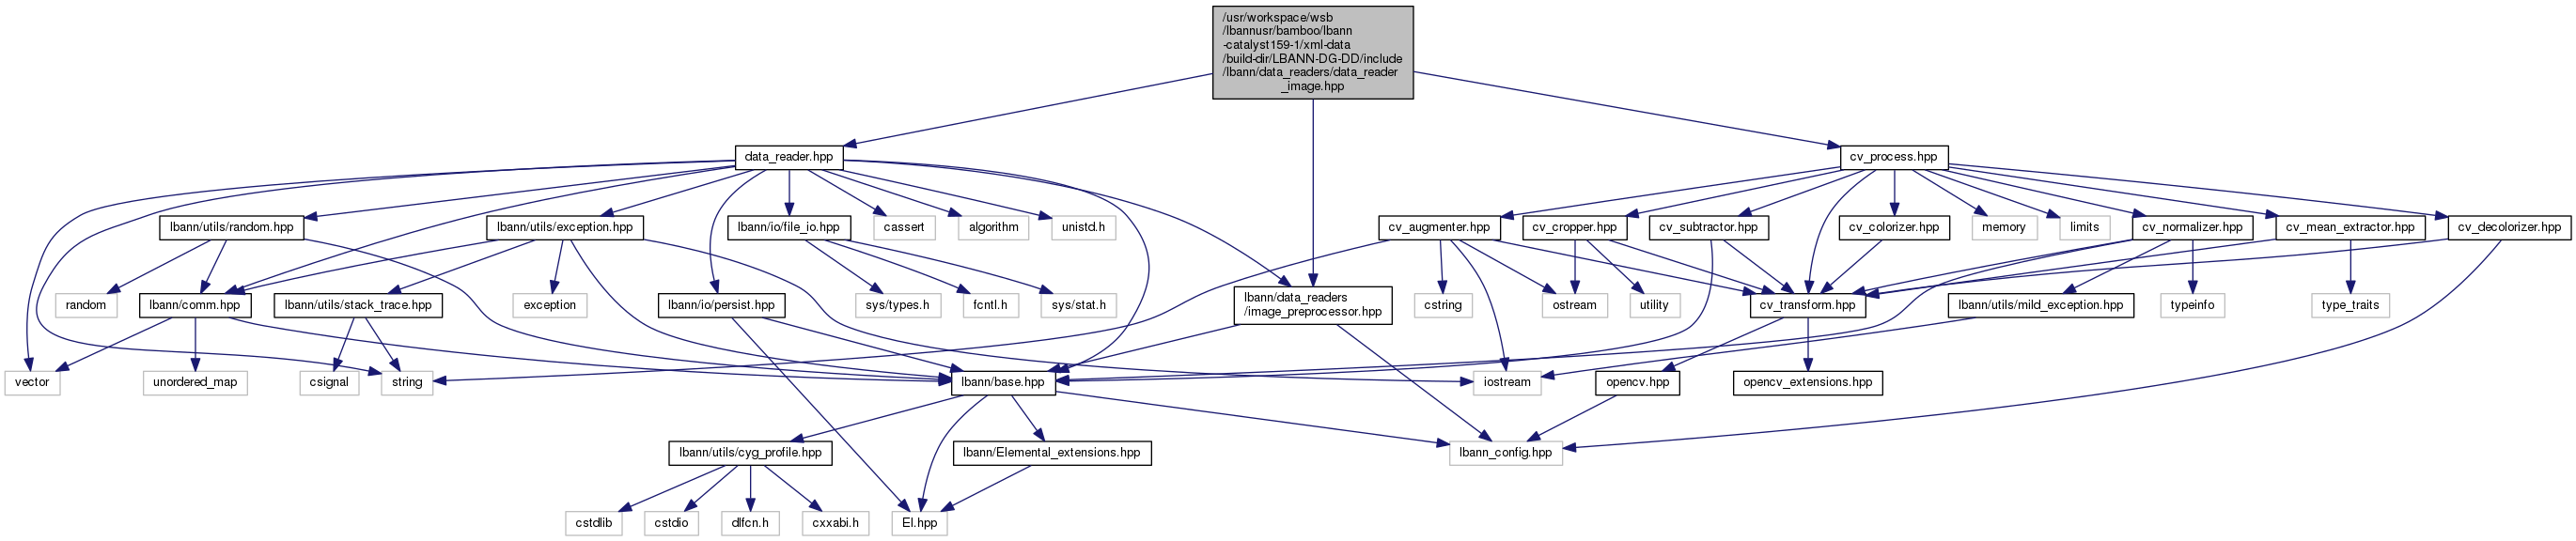 /usr/workspace/wsb
/lbannusr/bamboo/lbann
-catalyst159-1/xml-data
/build-dir/LBANN-DG-DD/include
/lbann/data_readers/data_reader
_image.hpp
data_reader.hpp
cv_process.hpp
lbann/utils/random.hpp
lbann/utils/exception.hpp
lbann/io/file_io.hpp
cassert
algorithm
unistd.h
cv_augmenter.hpp
cv_cropper.hpp
cv_subtractor.hpp
cv_colorizer.hpp
memory
limits
cv_normalizer.hpp
cv_mean_extractor.hpp
cv_decolorizer.hpp
random
lbann/comm.hpp
lbann/utils/stack_trace.hpp
exception
lbann/io/persist.hpp
sys/types.h
fcntl.h
sys/stat.h
lbann/data_readers
/image_preprocessor.hpp
cstring
ostream
utility
cv_transform.hpp
lbann/utils/mild_exception.hpp
typeinfo
type_traits
vector
unordered_map
csignal
string
lbann/base.hpp
iostream
opencv.hpp
opencv_extensions.hpp
lbann/utils/cyg_profile.hpp
lbann/Elemental_extensions.hpp
lbann_config.hpp
cstdlib
cstdio
dlfcn.h
cxxabi.h
El.hpp